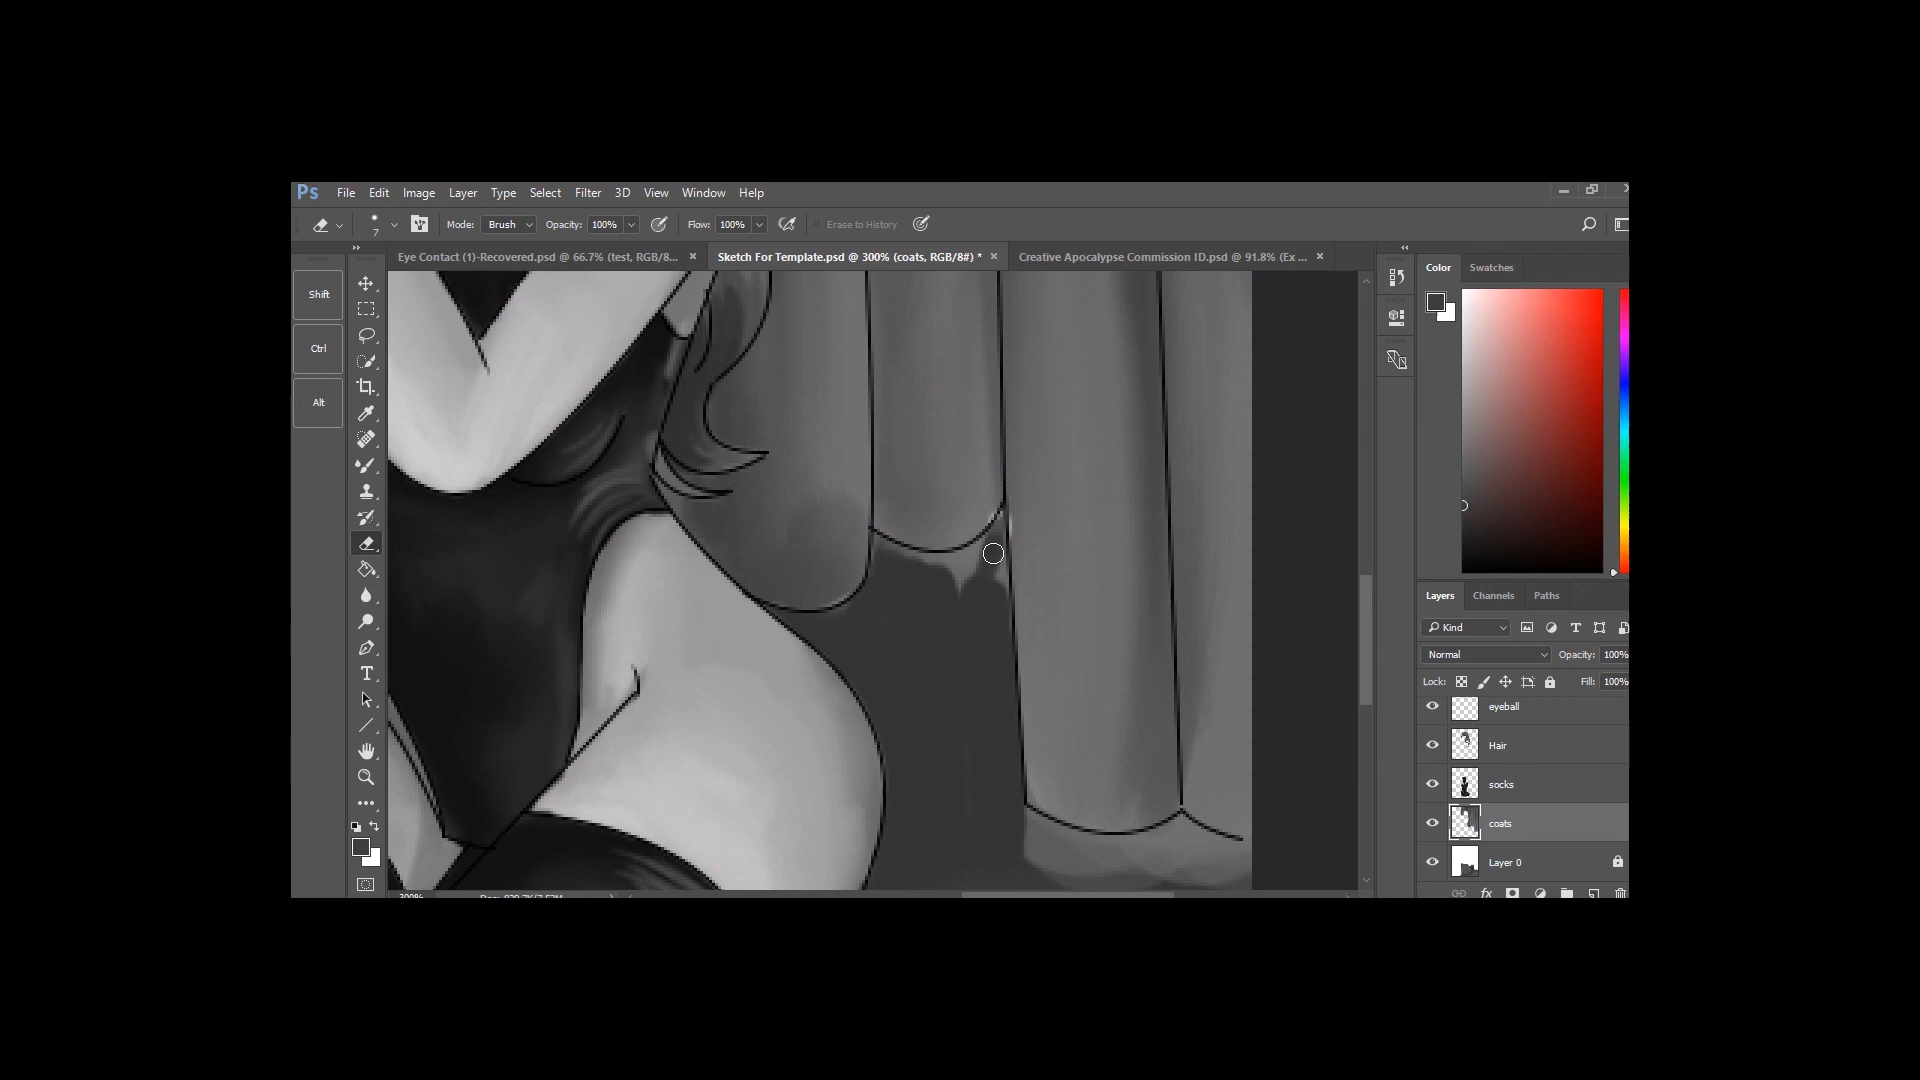 Ps File Edit Image Layer Type Select Filter 3D View Window Help
7 Mode: Brush Opacity: 100% Flow: 100% Erase to History
Eye Contact (1)-Recovered.psd @ 66.7% (test, RGB/8... × Sketch For Template.psd @ 300% (coats, RGB/8#) * × Creative Apocalypse Commission ID.psd @ 91.8% (Ex ... ×
Shift
Ctrl
Alt
Color Swatches
Layers Channels Paths
Kind
Normal Opacity: 100%
Lock: Fill: 100%
eyeball
Hair
socks
coats
Layer 0
fx
300%